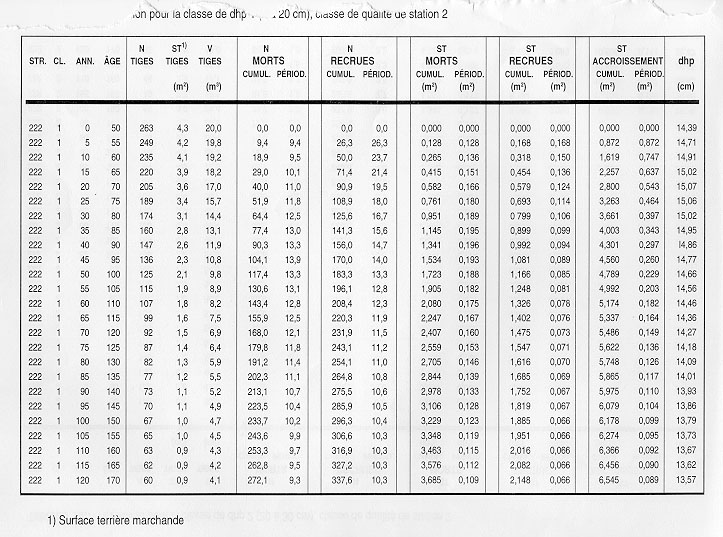 pour la classe de dhp 20 cm), classe de qualité de station 2
N ST1) V N N ST ST ST
STR. CL. ANN. ÂGE TIGES TIGES TIGES MORTS RECRUES MORTS RECRUES ACCROISSEMENT dhp
CUMUL. PÉRIOD. CUMUL. PÉRIOD. CUMUL. PÉRIOD. CUMUL. PÉRIOD. CUMUL. PÉRIOD.
(m²) (m³) (m²) (m²) (m²) (m²) (m²) (m²) (cm)
222 1 0 50 263 4,3 20,0 0,0 0,0 0,0 0,0 0,000 0,000 0,000 0,000 0,000 0,000 14,39
222 1 5 55 249 4,2 19,8 9,4 9,4 26,3 26,3 0,128 0,128 0,168 0,168 0,872 0,872 14,71
222 1 10 60 235 4,1 19,2 18,9 9,5 50,0 23,7 0,265 0,136 0,318 0,150 1,619 0,747 14,91
222 1 15 65 220 3,9 18,2 29,0 10,1 71,4 21,4 0,415 0,151 0,454 0,136 2,257 0,637 15,02
222 1 20 70 205 3,6 17,0 40,0 11,0 90,9 19,5 0,582 0,166 0,579 0,124 2,800 0,543 15,07
222 1 25 75 189 3,4 15,7 51,9 11,8 108,9 18,0 0,761 0,180 0,693 0,114 3,263 0,464 15,06
222 1 30 80 174 3,1 14,4 64,4 12,5 125,6 16,7 0,951 0,189 0,799 0,106 3,661 0,397 15,02
222 1 35 85 160 2,8 13,1 77,4 13,0 141,3 15,6 1,145 0,195 0,899 0,099 4,003 0,343 14,95
222 1 40 90 147 2,6 11,9 90,3 13,3 156,0 14,7 1,341 0,196 0,992 0,094 4,301 0,297 14,86
222 1 45 95 136 2,3 10,8 104,1 13,9 170,0 14,0 1,534 0,193 1,081 0,089 4,560 0,260 14,77
222 1 50 100 125 2,1 9,8 117,4 13,3 183,3 13,3 1,723 0,188 1,166 0,085 4,789 0,229 14,66
222 1 55 105 115 1,9 8,9 130,6 13,1 196,1 12,8 1,905 0,182 1,248 0,081 4,992 0,203 14,56
222 1 60 110 107 1,8 8,2 143,4 12,8 208,4 12,3 2,080 0,175 1,326 0,078 5,174 0,182 14,46
222 1 65 115 99 1,6 7,5 155,9 12,5 220,3 11,9 2,247 0,167 1,402 0,076 5,337 0,164 14,36
222 1 70 120 92 1,5 6,9 168,0 12,1 231,9 11,5 2,407 0,160 1,475 0,073 5,486 0,149 14,27
222 1 75 125 87 1,4 6,4 179,8 11,8 243,1 11,2 2,559 0,153 1,547 0,071 5,622 0,136 14,18
222 1 80 130 82 1,3 5,9 191,2 11,4 254,1 11,0 2,705 0,146 1,616 0,070 5,748 0,126 14,09
222 1 85 135 77 1,2 5,5 202,3 11,1 264,8 10,8 2,844 0,139 1,685 0,069 5,865 0,117 14,01
222 1 90 140 73 1,1 5,2 213,1 10,7 275,5 10,6 2,978 0,133 1,752 0,067 5,975 0,110 13,93
222 1 95 145 70 1,1 4,9 223,5 10,4 285,9 10,5 3,106 0,128 1,819 0,067 6,079 0,104 13,86
222 1 100 150 67 1,0 4,7 233,7 10,2 296,3 10,4 3,229 0,123 1,885 0,066 6,178 0,099 13,79
222 1 105 155 65 1,0 4,5 243,6 9,9 306,6 10,3 3,348 0,119 1,951 0,066 6,274 0,095 13,73
222 1 110 160 63 0,9 4,3 253,3 9,7 316,9 10,3 3,463 0,115 2,016 0,066 6,366 0,092 13,67
222 1 115 165 62 0,9 4,2 262,8 9,5 327,2 10,3 3,576 0,112 2,082 0,066 6,456 0,090 13,62
222 1 120 170 60 0,9 4,1 272,1 9,3 337,6 10,3 3,685 0,109 2,148 0,066 6,545 0,089 13,57
1) Surface terrière marchande